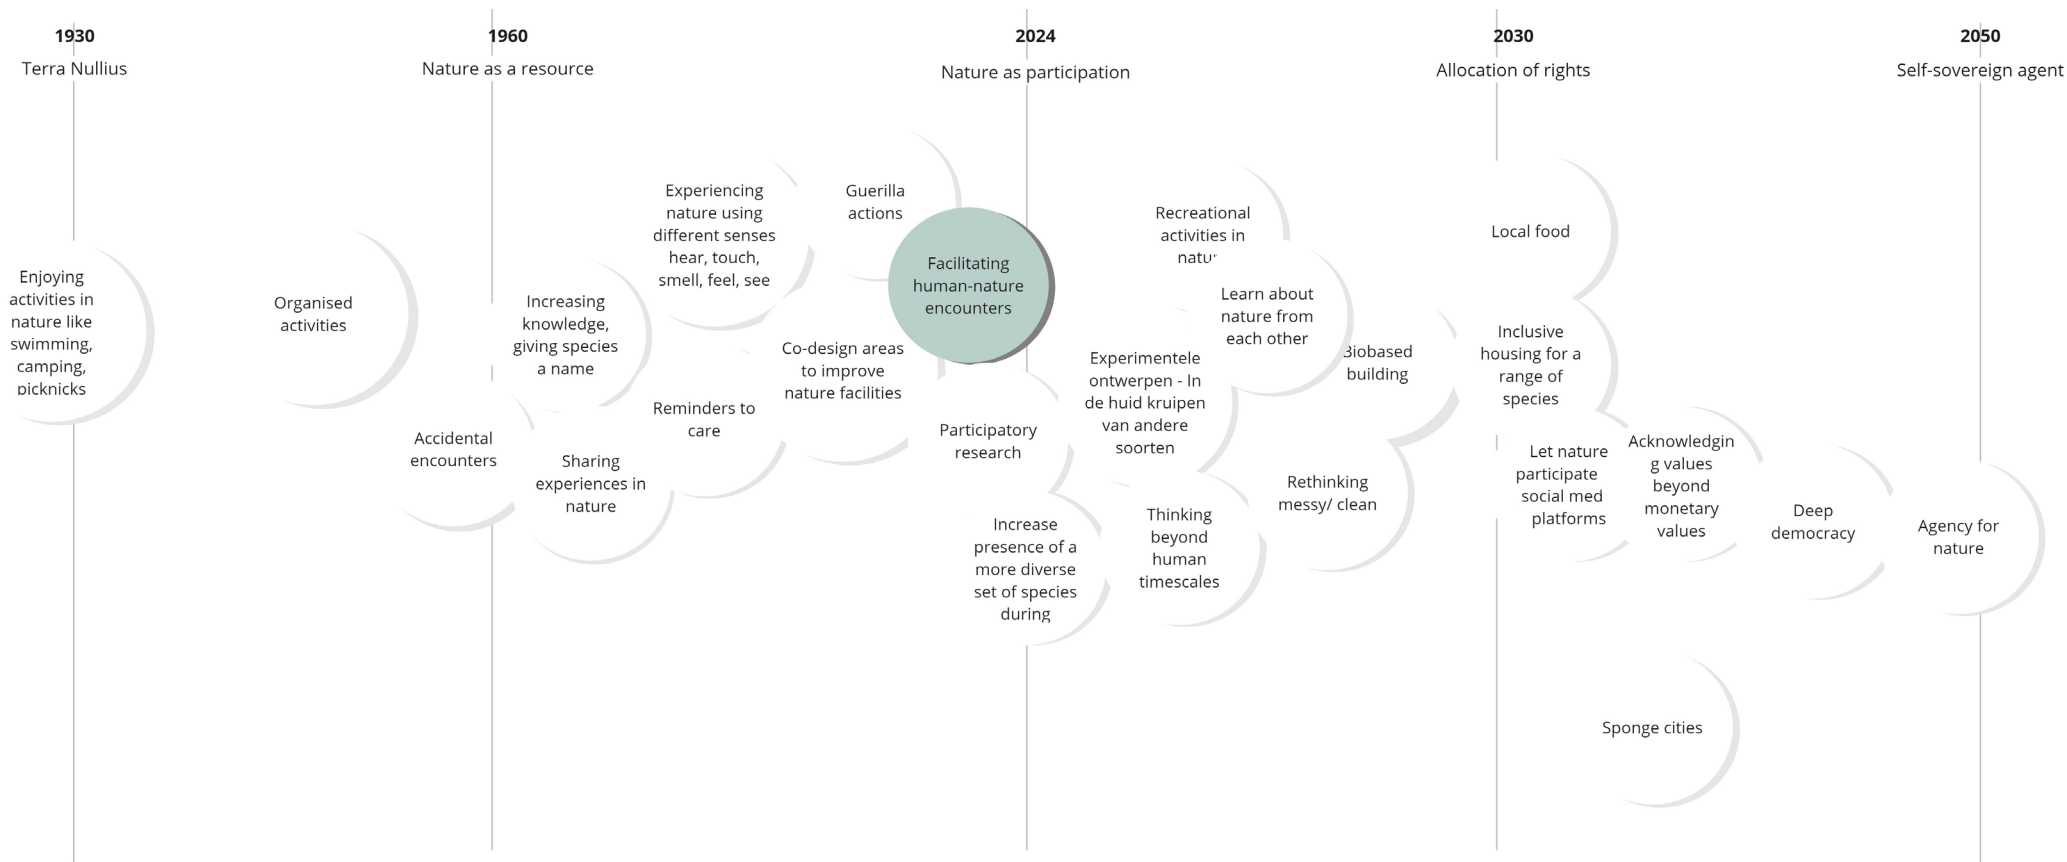 1930
Terra Nullius
1960
Nature as a resource
2024
Nature as participation
2030
Allocation of rights
2050
Self-sovereign agent
Enjoying
activities in
nature like
swimming,
camping,
picknicks
Organised
activities
Accidental
encounters
Increasing
knowledge,
giving species
a name
Sharing
experiences in
nature
Experiencing
nature using
different senses
hear, touch,
smell, feel, see
Reminders to
care
Guerilla
actions
Co-design areas
to improve
nature facilities
Facilitating
human-nature
encounters
Participatory
research
Increase
presence of a
more diverse
set of species
during
Recreational
activities in
Experimentele
ontwerpen - In
de huid kruipen
van andere
soorten
Thinking
beyond
human
timescales
Learn about
nature from
each other
Biobased
building
Rethinking
messy/ clean
Local food
Inclusive
housing for a
range of
species
Let nature
participate
social med
platforms
Acknowledgin
g values
beyond
monetary
values
Deep
democracy
Agency for
nature
Sponge cities